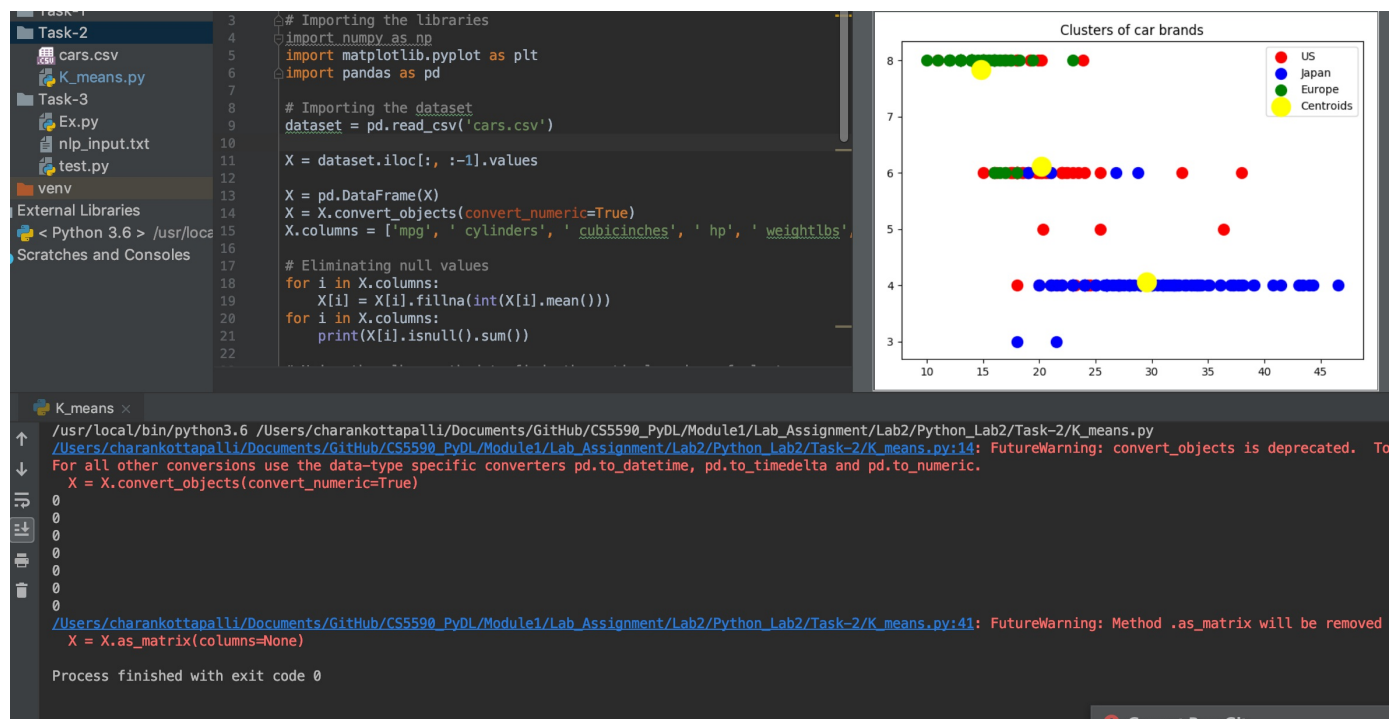 Task-1
Task-2
cars.csv
K_means.py
Task-3
Ex.py
nlp_input.txt
test.py
venv
External Libraries
< Python 3.6 > /usr/loca
Scratches and Consoles
3 # Importing the libraries
4 import numpy as np
5 import matplotlib.pyplot as plt
6 import pandas as pd
7
8 # Importing the dataset
9 dataset = pd.read_csv('cars.csv')
10
11 X = dataset.iloc[:, :-1].values
12
13 X = pd.DataFrame(X)
14 X = X.convert_objects(convert_numeric=True)
15 X.columns = ['mpg', ' cylinders', ' cubicinches', ' hp', ' weightlbs',
16
17 # Eliminating null values
18 for i in X.columns:
19 X[i] = X[i].fillna(int(X[i].mean()))
20 for i in X.columns:
21 print(X[i].isnull().sum())
22
Clusters of car brands
US
Japan
Europe
Centroids
8
7
6
5
4
3
10 15 20 25 30 35 40 45
K_means
/usr/local/bin/python3.6 /Users/charankottapalli/Documents/GitHub/CS5590_PyDL/Module1/Lab_Assignment/Lab2/Python_Lab2/Task-2/K_means.py
/Users/charankottapalli/Documents/GitHub/CS5590_PyDL/Module1/Lab_Assignment/Lab2/Python_Lab2/Task-2/K_means.py:14: FutureWarning: convert_objects is deprecated. To
For all other conversions use the data-type specific converters pd.to_datetime, pd.to_timedelta and pd.to_numeric.
X = X.convert_objects(convert_numeric=True)
0
0
0
0
0
0
0
/Users/charankottapalli/Documents/GitHub/CS5590_PyDL/Module1/Lab_Assignment/Lab2/Python_Lab2/Task-2/K_means.py:41: FutureWarning: Method .as_matrix will be removed
X = X.as_matrix(columns=None)
Process finished with exit code 0